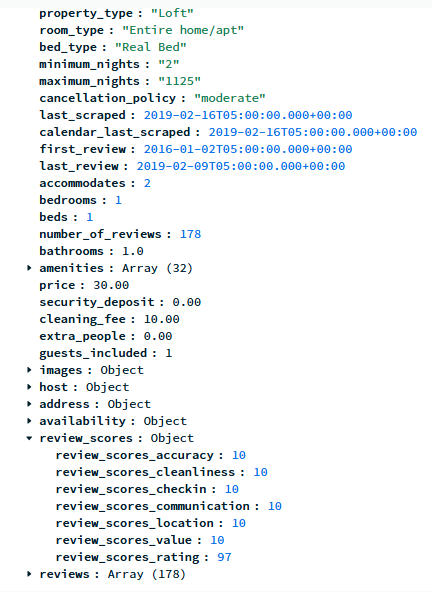 property_type : "Loft"
room_type : "Entire home/apt"
bed_type : "Real Bed"
minimum_nights : "2"
maximum_nights : "1125"
cancellation_policy : "moderate"
last_scraped : 2019-02-16T05:00:00.000+00:00
calendar_last_scraped : 2019-02-16T05:00:00.000+00:00
first_review : 2016-01-02T05:00:00.000+00:00
last_review : 2019-02-09T05:00:00.000+00:00
accommodates : 2
bedrooms : 1
beds : 1
number_of_reviews : 178
bathrooms : 1.0
amenities : Array (32)
price : 30.00
security_deposit : 0.00
cleaning_fee : 10.00
extra_people : 0.00
guests_included : 1
images : Object
host : Object
address : Object
availability : Object
review_scores : Object
review_scores_accuracy : 10
review_scores_cleanliness : 10
review_scores_checkin : 10
review_scores_communication : 10
review_scores_location : 10
review_scores_value : 10
review_scores_rating : 97
reviews : Array (178)